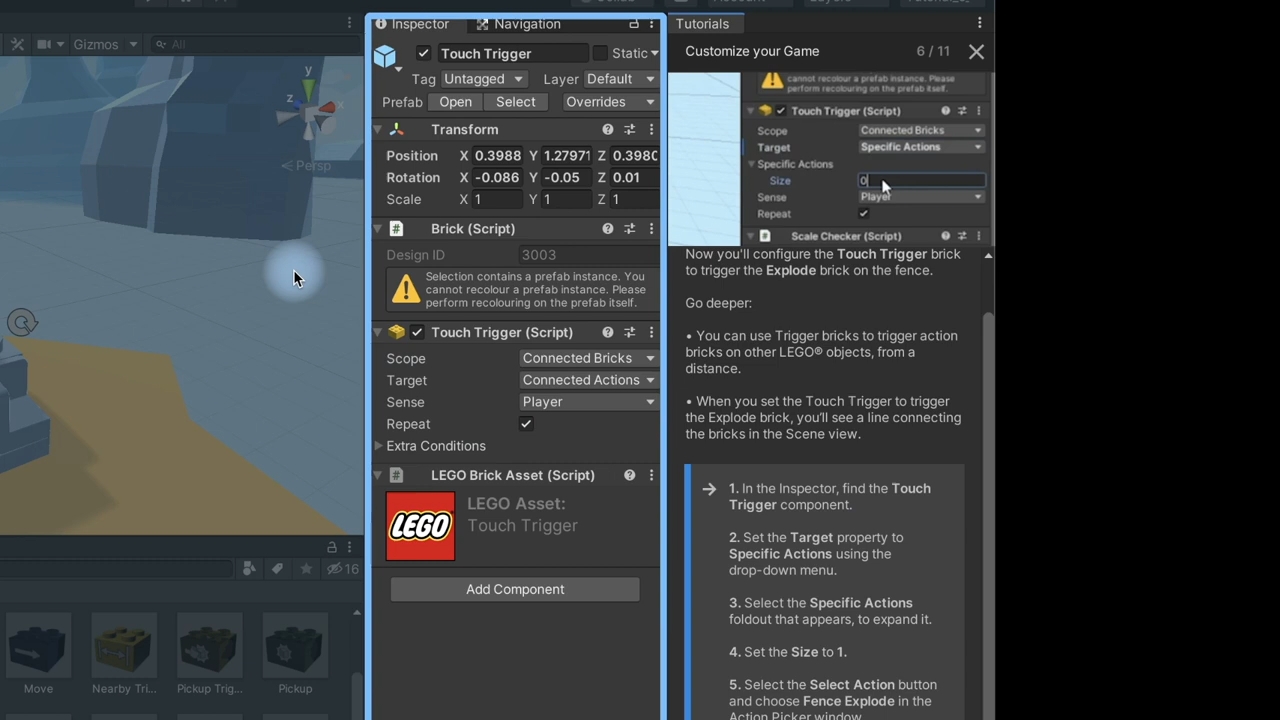 Gizmos
All
y
z
x
Persp
16
Move
Nearby Tri...
Pickup Trig...
Pickup
Inspector
Navigation
Touch Trigger
Static
Tag Untagged Layer Default
Prefab Open Select Overrides
Transform
Position X 0.3988 Y 1.27971 Z 0.3980
Rotation X -0.086 Y -0.05 Z 0.01
Scale X 1 Y 1 Z 1
Brick (Script)
Design ID 3003
Selection contains a prefab instance. You
cannot recolour a prefab instance. Please
perform recolouring on the prefab itself.
Touch Trigger (Script)
Scope Connected Bricks
Target Connected Actions
Sense Player
Repeat
Extra Conditions
LEGO Brick Asset (Script)
LEGO
LEGO Asset:
Touch Trigger
Add Component
Tutorials
Customize your Game 6 / 11
cannot recolour a prefab instance. Please
perform recolouring on the prefab itself.
Touch Trigger (Script)
Scope Connected Bricks
Target Specific Actions
Specific Actions
Size 0
Sense Player
Repeat
Scale Checker (Script)
Now you'll configure the Touch Trigger brick
to trigger the Explode brick on the fence.
Go deeper:
• You can use Trigger bricks to trigger action
bricks on other LEGO® objects, from a
distance.
• When you set the Touch Trigger to trigger
the Explode brick, you'll see a line connecting
the bricks in the Scene view.
1. In the Inspector, find the Touch
Trigger component.
2. Set the Target property to
Specific Actions using the
drop-down menu.
3. Select the Specific Actions
foldout that appears, to expand it.
4. Set the Size to 1.
5. Select the Select Action button
and choose Fence Explode in the
Action Picker window